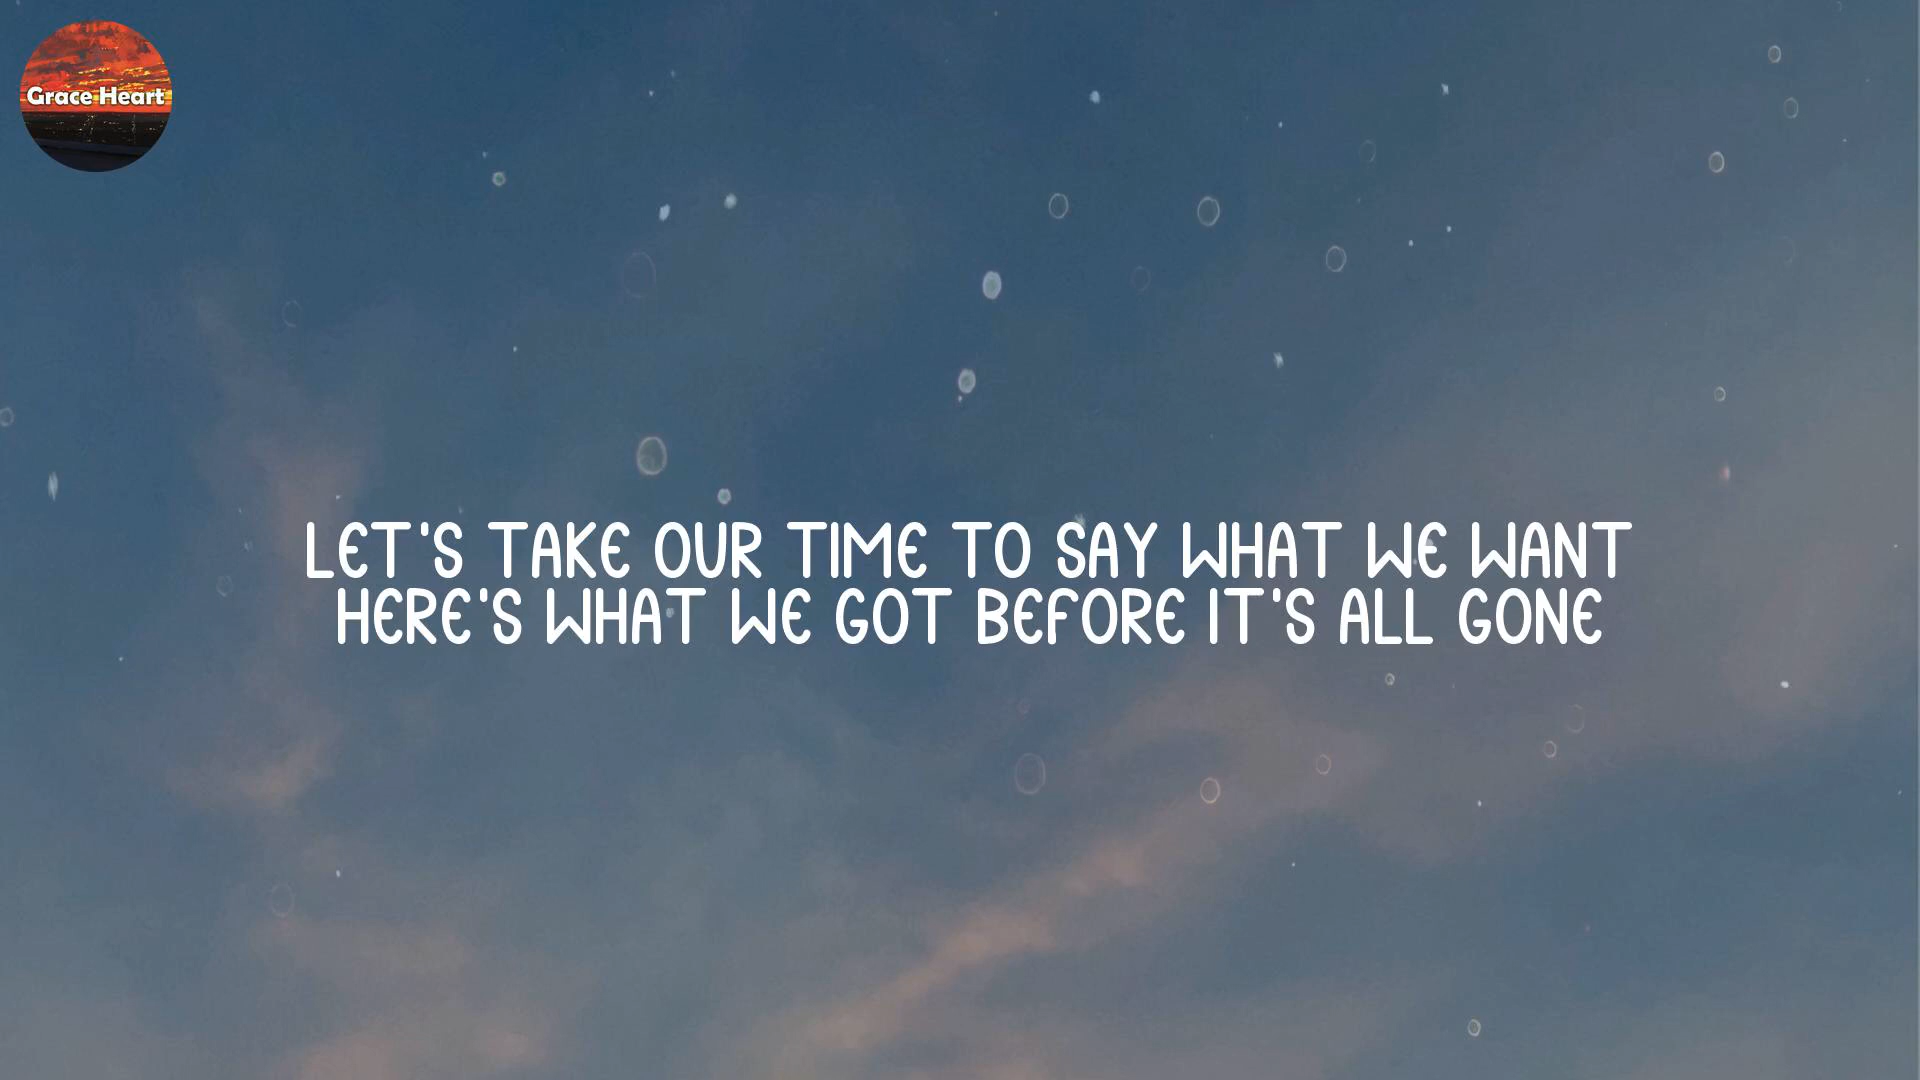 Grace Heart
LET'S TAKE OUR TIME TO SAY WHAT WE WANT
HERE'S WHAT WE GOT BEFORE IT'S ALL GONE